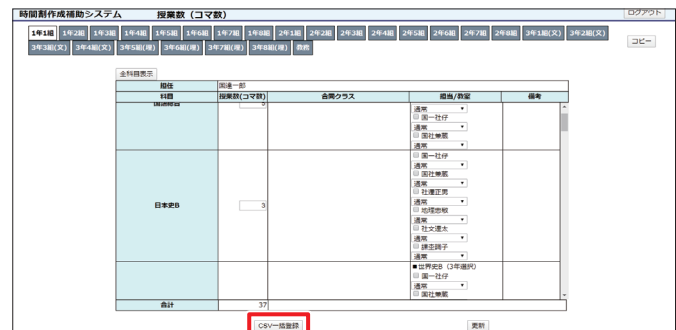 時間割作成補助システム 授業数（コマ数） ログアウト
1年1組 1年2組 1年3組 1年4組 1年5組 1年6組 1年7組 1年8組 2年1組 2年2組 2年3組 2年4組 2年5組 2年6組 2年7組 2年8組 3年1組(文) 3年2組(文)
コピー
3年3組(文) 3年4組(文) 3年5組(理) 3年6組(理) 3年7組(理) 3年8組(理) 教務
全科目表示
担任 国達一郎
科目 授業数(コマ数) 合同クラス 担当/教室 備考
国語総合 5
通常
国一社仔
通常
国社兼蔵
通常
国一社仔
通常
国社兼蔵
通常
社運正男
日本史B 3 通常
地理忠敏
通常
社文達太
通常
通常
■世界史B（3年選択）
国一社仔
通常
国社兼蔵
合計 37
CSV一括登録 更新